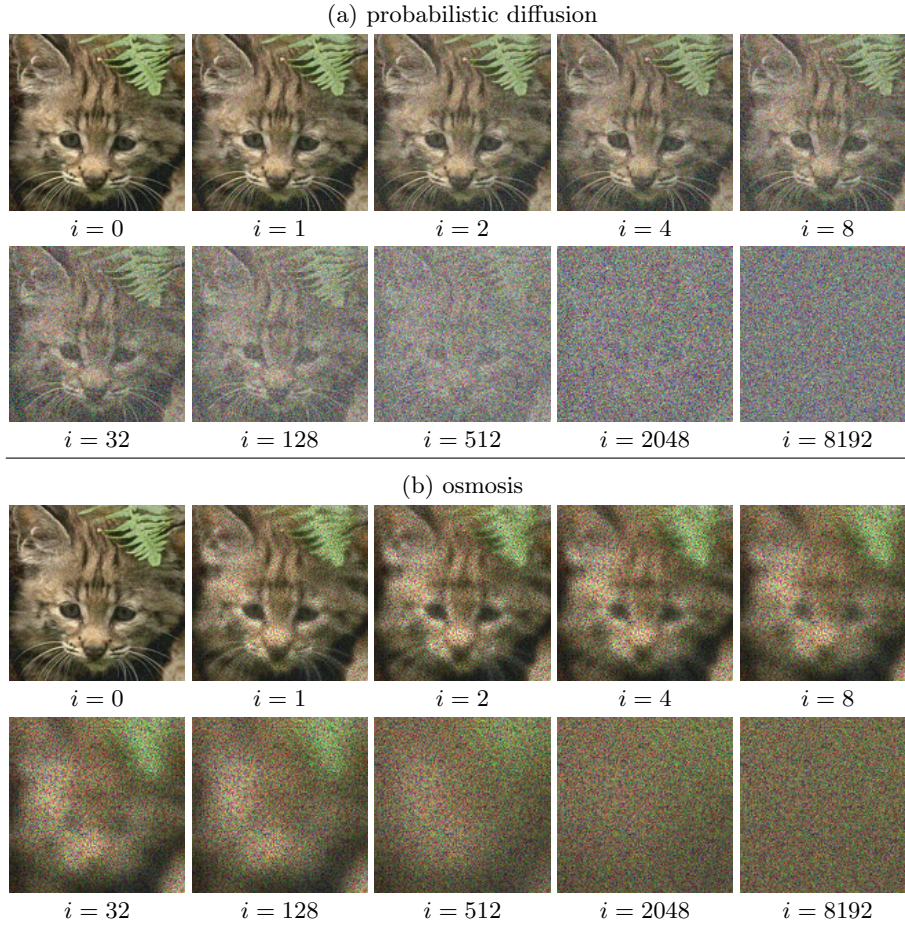 (a) probabilistic diffusion
i = 0 i = 1 i = 2 i = 4 i = 8
i = 32 i = 128 i = 512 i = 2048 i = 8192
(b) osmosis
i = 0 i = 1 i = 2 i = 4 i = 8
i = 32 i = 128 i = 512 i = 2048 i = 8192